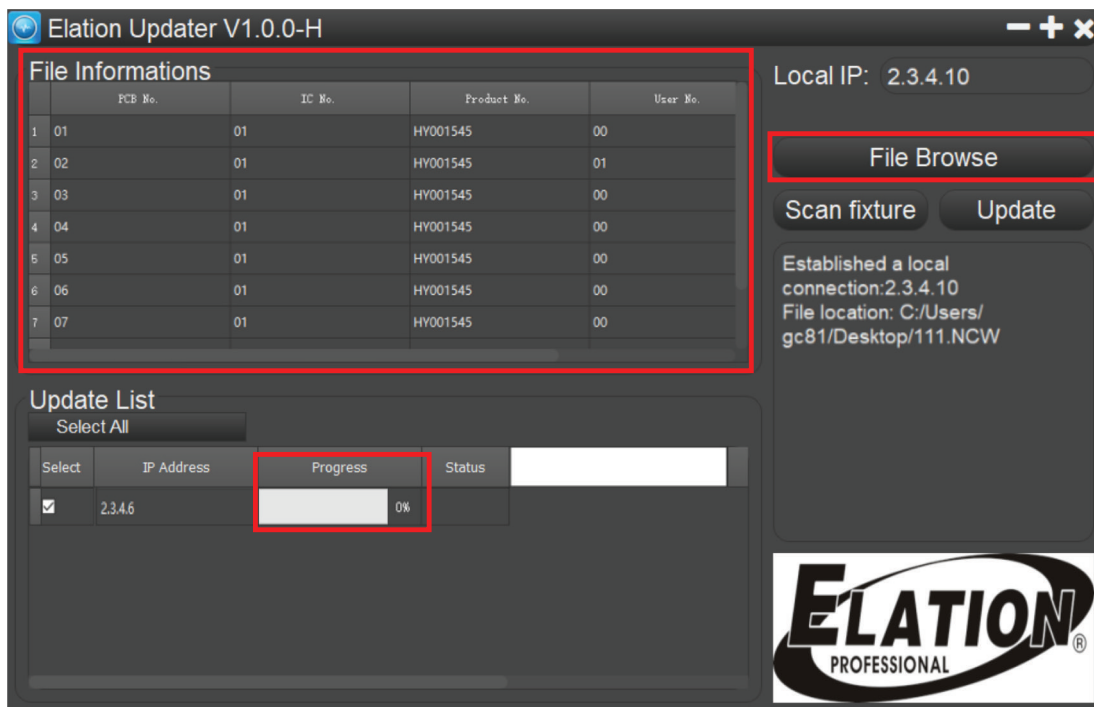 Elation Updater V1.0.0-H
File Informations
PCB No. IC No. Product No. User No.
1 01 01 HY001545 00
2 02 01 HY001545 01
3 03 01 HY001545 00
4 04 01 HY001545 00
5 05 01 HY001545 00
6 06 01 HY001545 00
7 07 01 HY001545 00
Update List
Select All
Select IP Address Progress Status
2.3.4.6 0%
Local IP: 2.3.4.10
File Browse
Scan fixture Update
Established a local
connection:2.3.4.10
File location: C:/Users/
gc81/Desktop/111.NCW
ELATION®
PROFESSIONAL